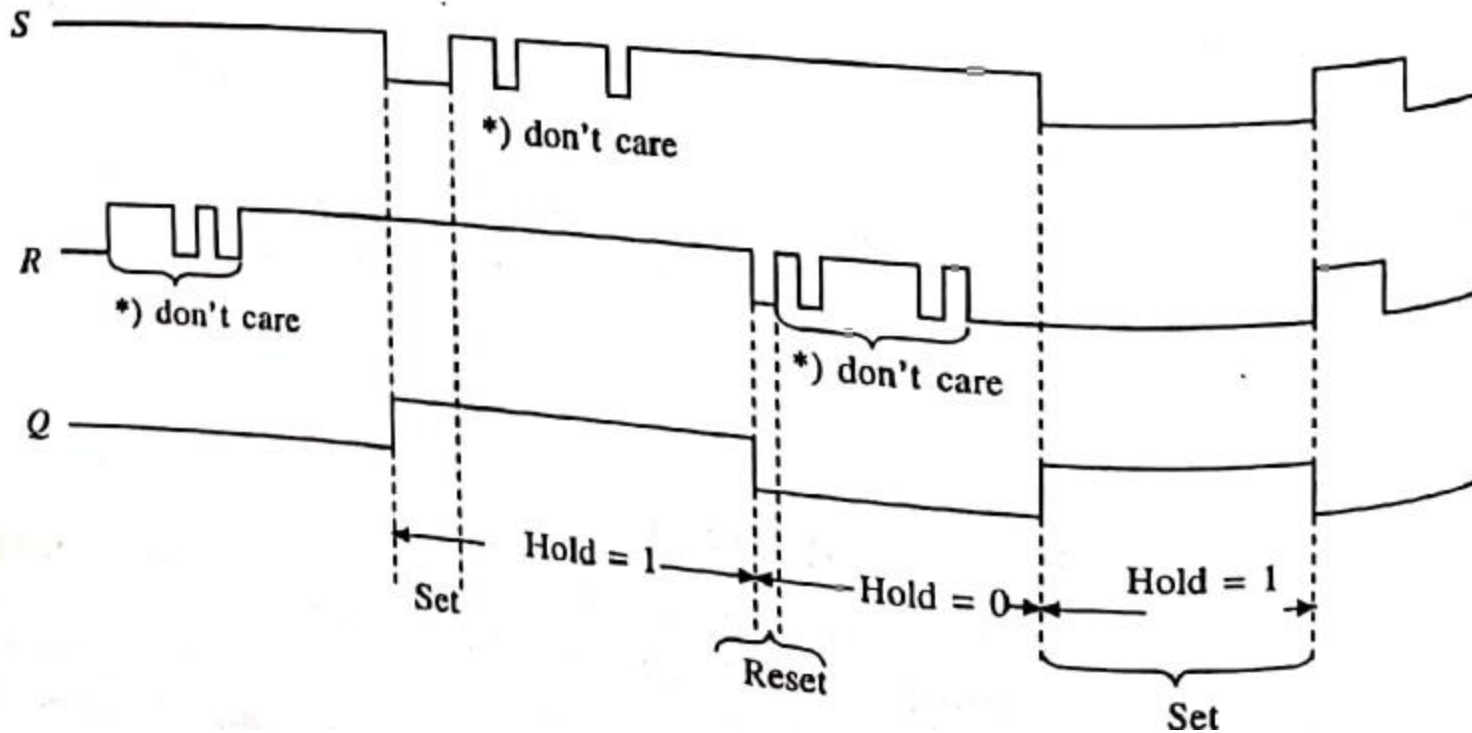 S
*) don't care
R
*) don't care
*) don't care
Q
Hold = 1
Hold = 0
Hold = 1
Set
Reset
Set